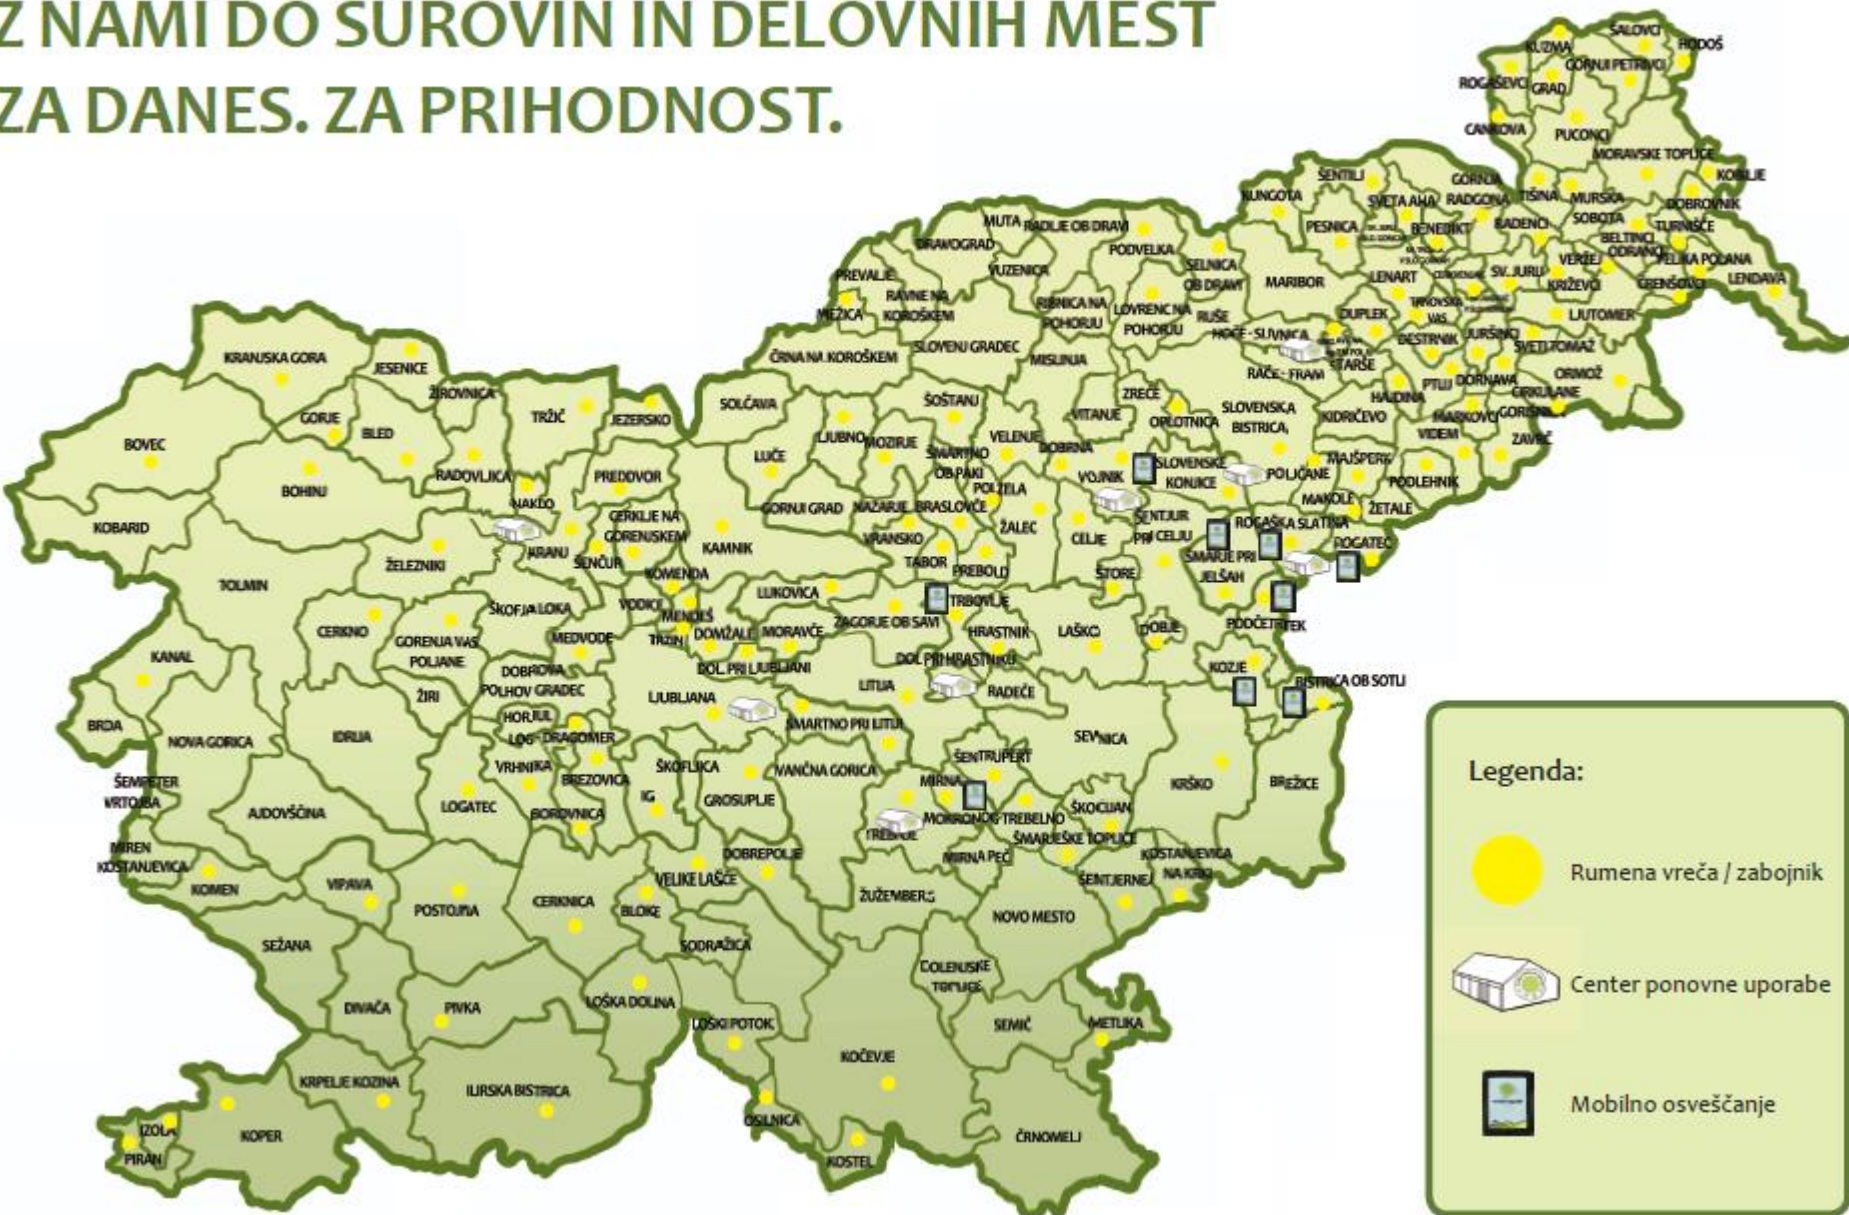 Z NAMI DO SUROVIN IN DELOVNIH MEST
ZA DANES. ZA PRIHODNOST.
KUZMA
ŠALOVCI
HODOŠ
GORNJI PETROVCI
ROGAŠEVCI
GRAD
CANKOVA
PUCONCI
MORAVSKE TOPLICE
KOBILJE
ŠENTILJ
GORNJA
RADGONA
TIŠINA
MURSKA
SOBOTA
DOBROVNIK
KUNGOTA
SVETA ANA
PESNICA
BENEDIKT
RADENCI
TURNIŠČE
BELTINCI
ODRANCI
VELIKA POLANA
MUTA
RADLJE OB DRAVI
DRAVOGRAD
PODVELKA
VUZENICA
SELNICA
OB DRAVI
MARIBOR
LENART
SV. JURIJ
VERŽEJ
KRIŽEVCI
ČRENŠOVCI
LENDAVA
PREVALJE
MEŽICA
RAVNE NA
KOROŠKEM
RIBNICA NA
POHORJU
LOVRENC NA
POHORJU
RUŠE
HOČE - SLIVNICA
DUPLEK
TRNOVSKA
VAS
LJUTOMER
ČRNA NA KOROŠKEM
SLOVENJ GRADEC
MISLINJA
RAČE - FRAM
STARŠE
DESTRNIK
JURŠINCI
SVETI TOMAŽ
KRANJSKA GORA
JESENICE
ŽIROVNICA
TRŽIČ
JEZERSKO
SOLČAVA
ŠOŠTANJ
VITANJE
ZREČE
OPLOTNICA
SLOVENSKA
BISTRICA
KIDRIČEVO
HAJDINA
PTUJ
DORNAVA
ORMOŽ
CIRKULANE
MARKOVCI
GORIŠNICA
VIDEM
ZAVRČ
GORJE
BLED
BOVEC
RADOVLJICA
PREDDVOR
LUČE
LJUBNO
MOZIRJE
ŠMARTNO
OB PAKI
VELENJE
DOBRNA
VOJNIK
SLOVENSKE
KONJICE
POLJČANE
MAJŠPERK
PODLEHNIK
BOHINJ
NAKLO
KOBARID
CERKLJE NA
GORENJSKEM
GORNJI GRAD
NAZARJE
BRASLOVČE
POLZELA
ŽALEC
MAKOLE
ŽETALE
KRANJ
ŠENČUR
KAMNIK
VRANSKO
TABOR
PREBOLD
CELJE
ŠENTJUR
PRI CELJU
ROGAŠKA SLATINA
ROGATEC
ŠMARJE PRI
JELŠAH
TOLMIN
ŽELEZNIKI
KOMENDA
ŠTORE
CERKNO
ŠKOFJA LOKA
VODICE
MENGEŠ
LUKOVICA
TRBOVLJE
ZAGORJE OB SAVI
HRASTNIK
LAŠKO
DOBJE
PODČETRTEK
GORENJA VAS
POLJANE
MEDVODE
TRZIN
DOMŽALE
MORAVČE
KANAL
DOBROVA
POLHOV GRADEC
DOL PRI LJUBLJANI
DOL PRI HRASTNIKU
KOZJE
BISTRICA OB SOTLI
ŽIRI
LJUBLJANA
LITIJA
RADEČE
BRDA
NOVA GORICA
IDRIJA
HORJUL
LOG - DRAGOMER
ŠMARTNO PRI LITIJI
SEVNICA
VRHNIKA
BREZOVICA
ŠKOFLJICA
IVANČNA GORICA
ŠENTRUPERT
ŠEMPETER
VRTOJBA
AJDOVŠČINA
LOGATEC
BOROVNICA
IG
GROSUPLJE
MIRNA
TREBNJE
MOKRONOG TREBELNO
ŠKOCJAN
KRŠKO
BREŽICE
MIREN
KOSTANJEVICA
DOBREPOLJE
MIRNA PEČ
ŠMARJEŠKE TOPLICE
KOSTANJEVICA
NA KRKI
KOMEN
VIPAVA
POSTOJNA
CERKNICA
BLOKE
VELIKE LAŠČE
ŽUŽEMBERG
ŠENTJERNEJ
NOVO MESTO
SEŽANA
SODRAŽICA
DOLENJSKE
TOPLICE
DIVAČA
PIVKA
LOŠKA DOLINA
LOŠKI POTOK
SEMIČ
METLIKA
KOČEVJE
KRPELJE KOZINA
ILIRSKA BISTRICA
IZOLA
KOPER
PIRAN
OSILNICA
KOSTEL
ČRNOMELJ
Legenda:
Rumena vreča / zabojnik
Center ponovne uporabe
Mobilno osveščanje